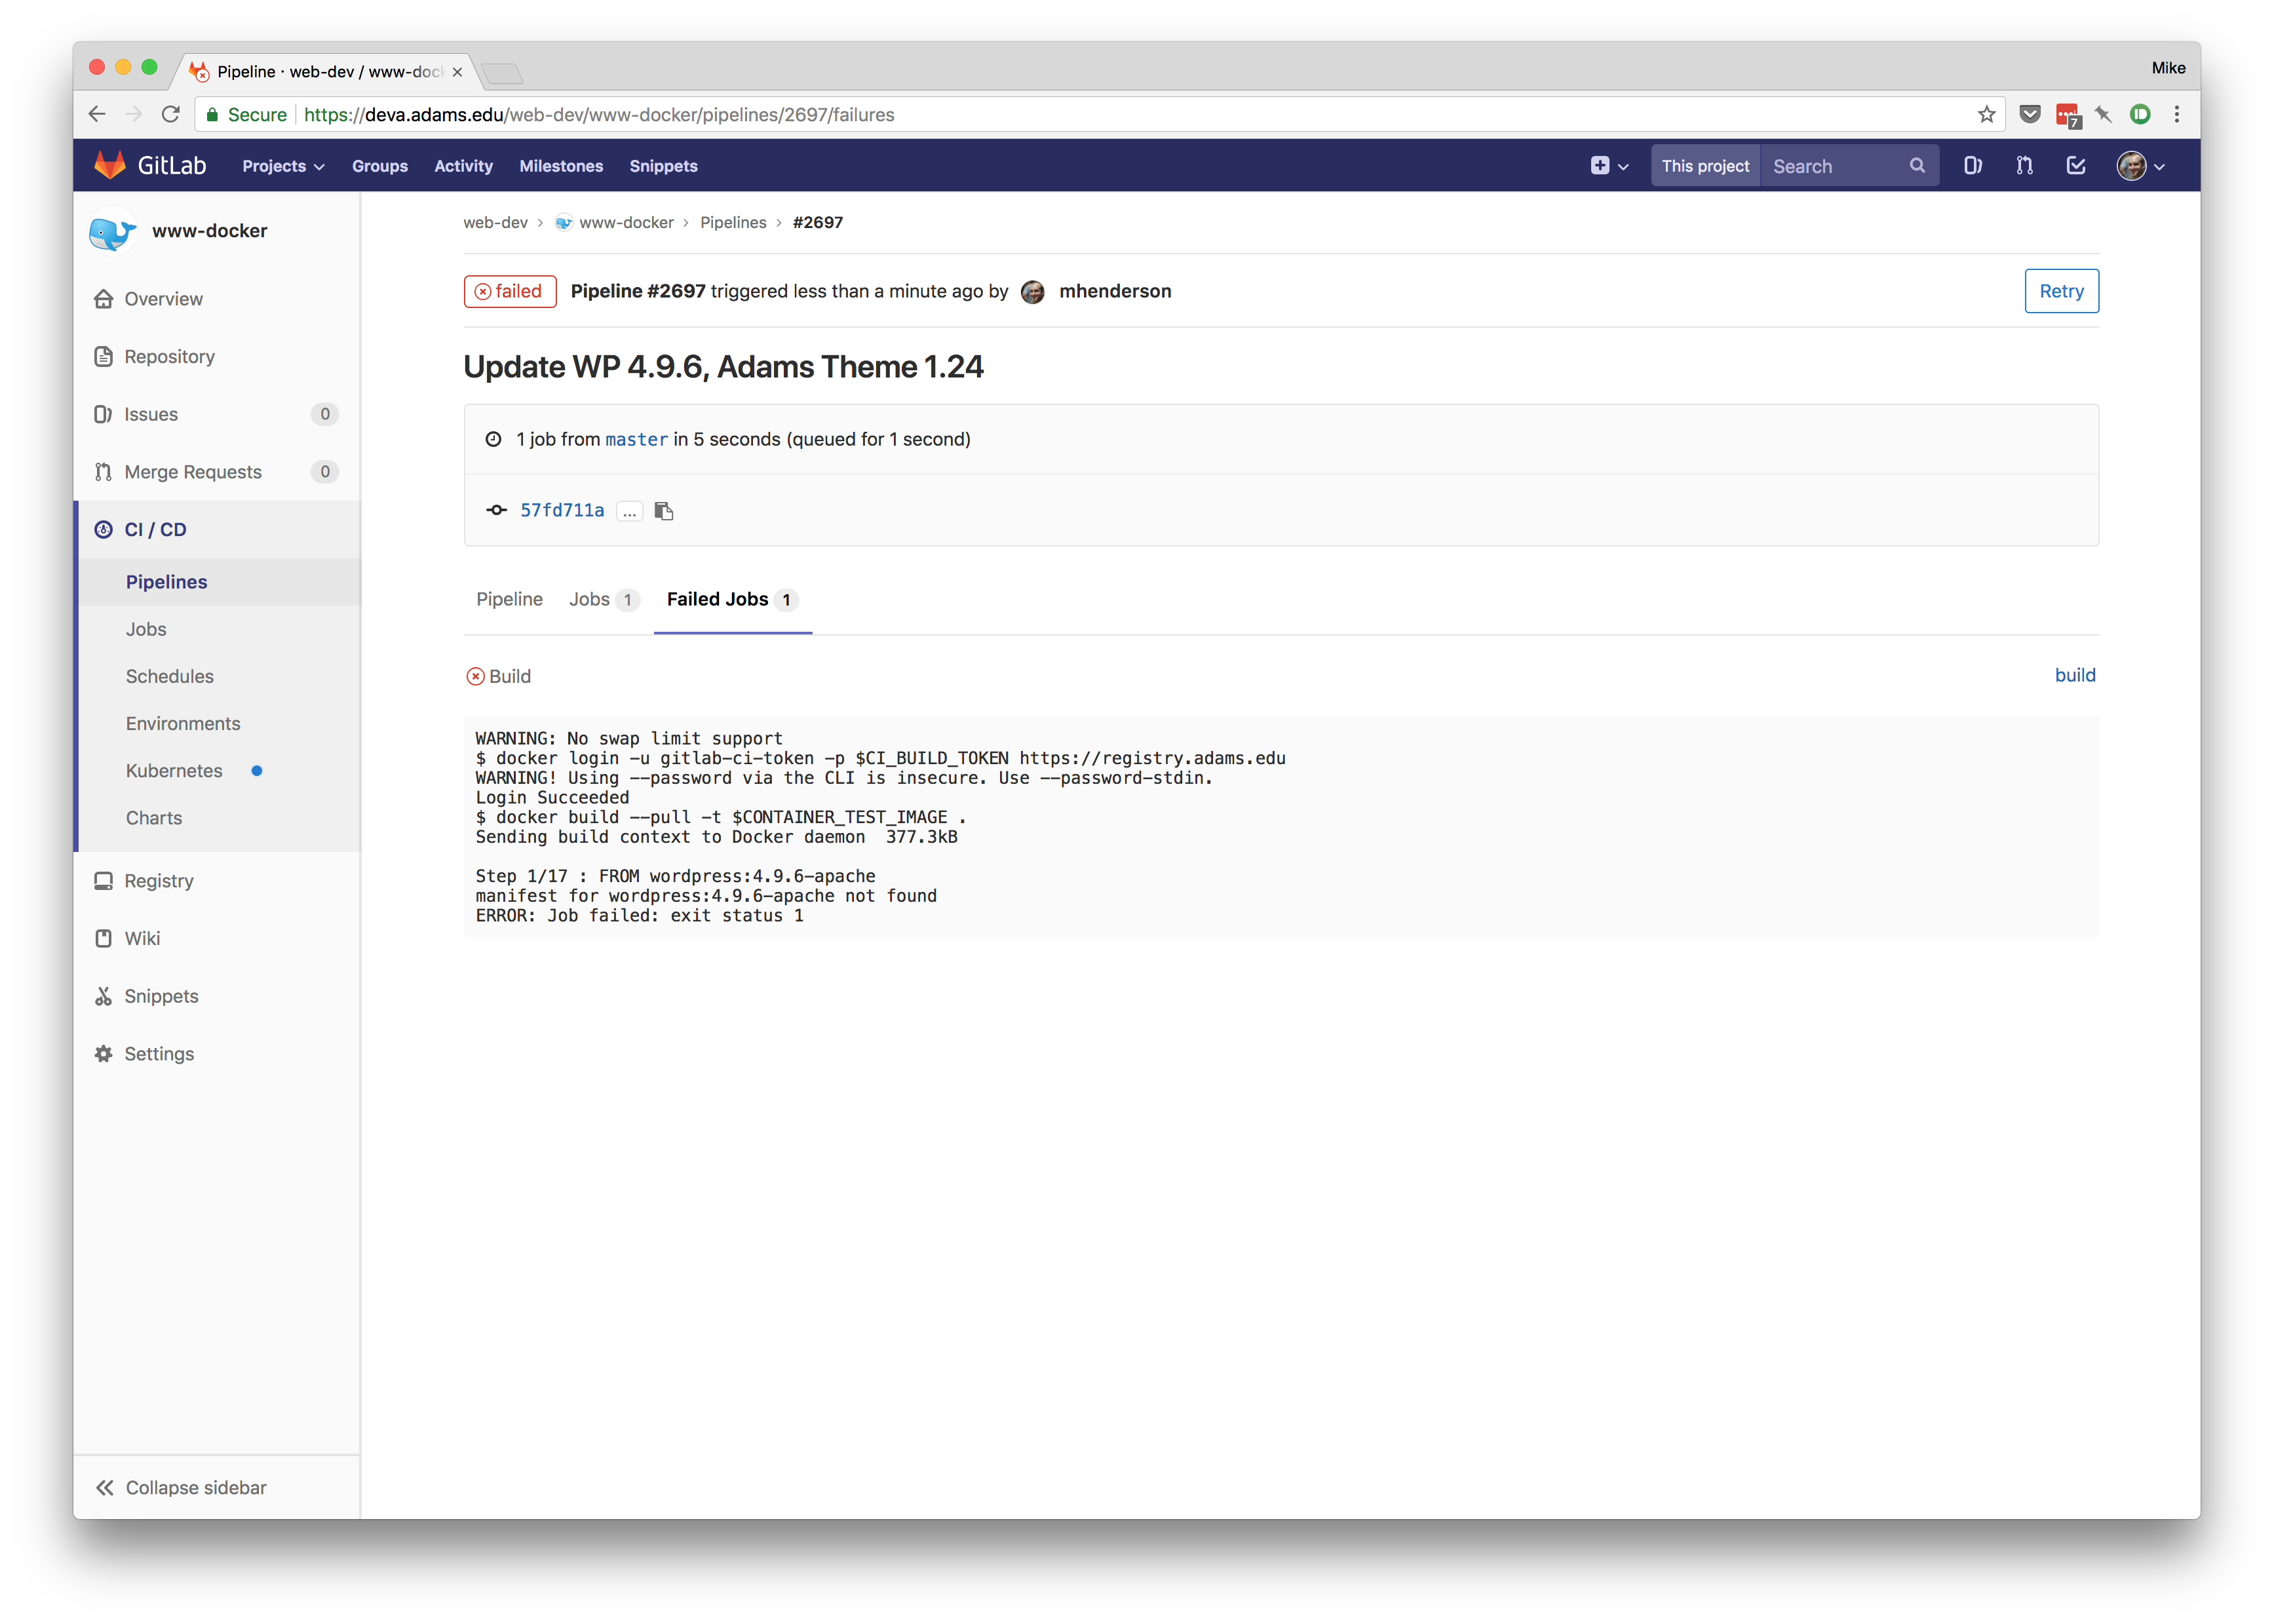 Pipeline · web-dev / www-doc
Mike
Secure https://deva.adams.edu/web-dev/www-docker/pipelines/2697/failures
7
GitLab Projects Groups Activity Milestones Snippets
This project Search
www-docker
Overview
Repository
Issues 0
Merge Requests 0
CI / CD
Pipelines
Jobs
Schedules
Environments
Kubernetes
Charts
Registry
Wiki
Snippets
Settings
Collapse sidebar
web-dev > www-docker > Pipelines > #2697
failed Pipeline #2697 triggered less than a minute ago by mhenderson
Retry
Update WP 4.9.6, Adams Theme 1.24
1 job from master in 5 seconds (queued for 1 second)
57fd711a ...
Pipeline Jobs 1 Failed Jobs 1
Build
build
WARNING: No swap limit support
$ docker login -u gitlab-ci-token -p $CI_BUILD_TOKEN https://registry.adams.edu
WARNING! Using --password via the CLI is insecure. Use --password-stdin.
Login Succeeded
$ docker build --pull -t $CONTAINER_TEST_IMAGE .
Sending build context to Docker daemon  377.3kB
Step 1/17 : FROM wordpress:4.9.6-apache
manifest for wordpress:4.9.6-apache not found
ERROR: Job failed: exit status 1